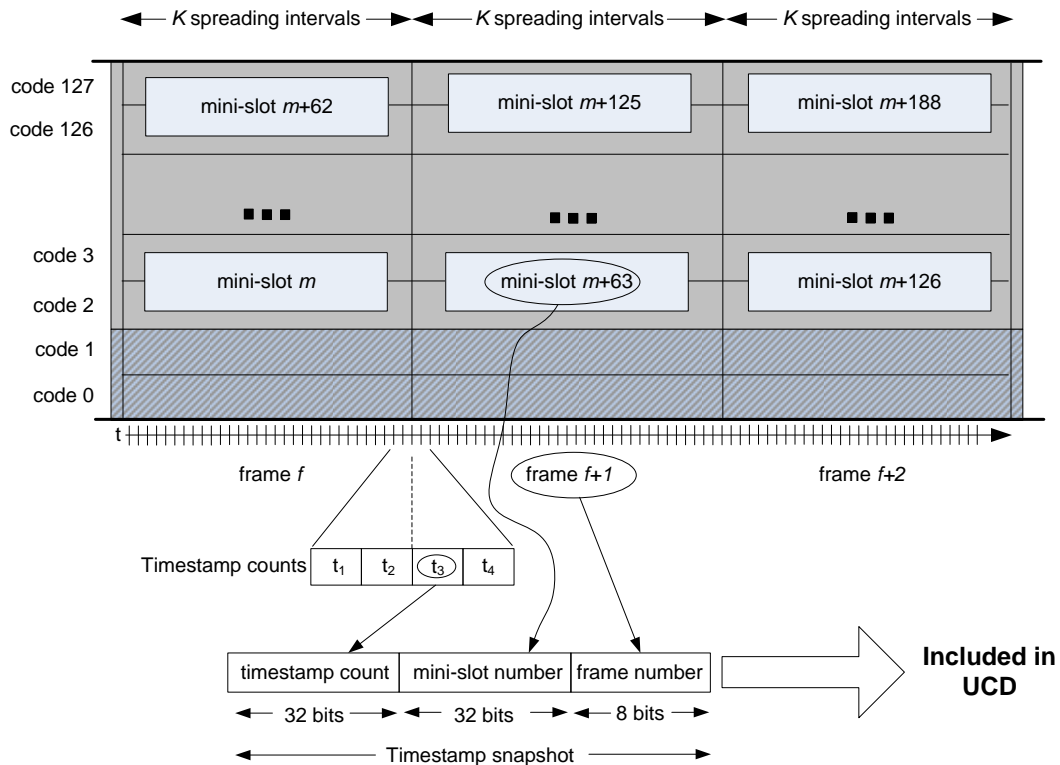 K spreading intervals K spreading intervals K spreading intervals
code 127
mini-slot m+62 mini-slot m+125 mini-slot m+188
code 126
code 3
mini-slot m mini-slot m+63 mini-slot m+126
code 2
code 1
code 0
t
frame f frame f+1 frame f+2
Timestamp counts t1 t2 t3 t4
timestamp count mini-slot number frame number
Included in
UCD
32 bits 32 bits 8 bits
Timestamp snapshot